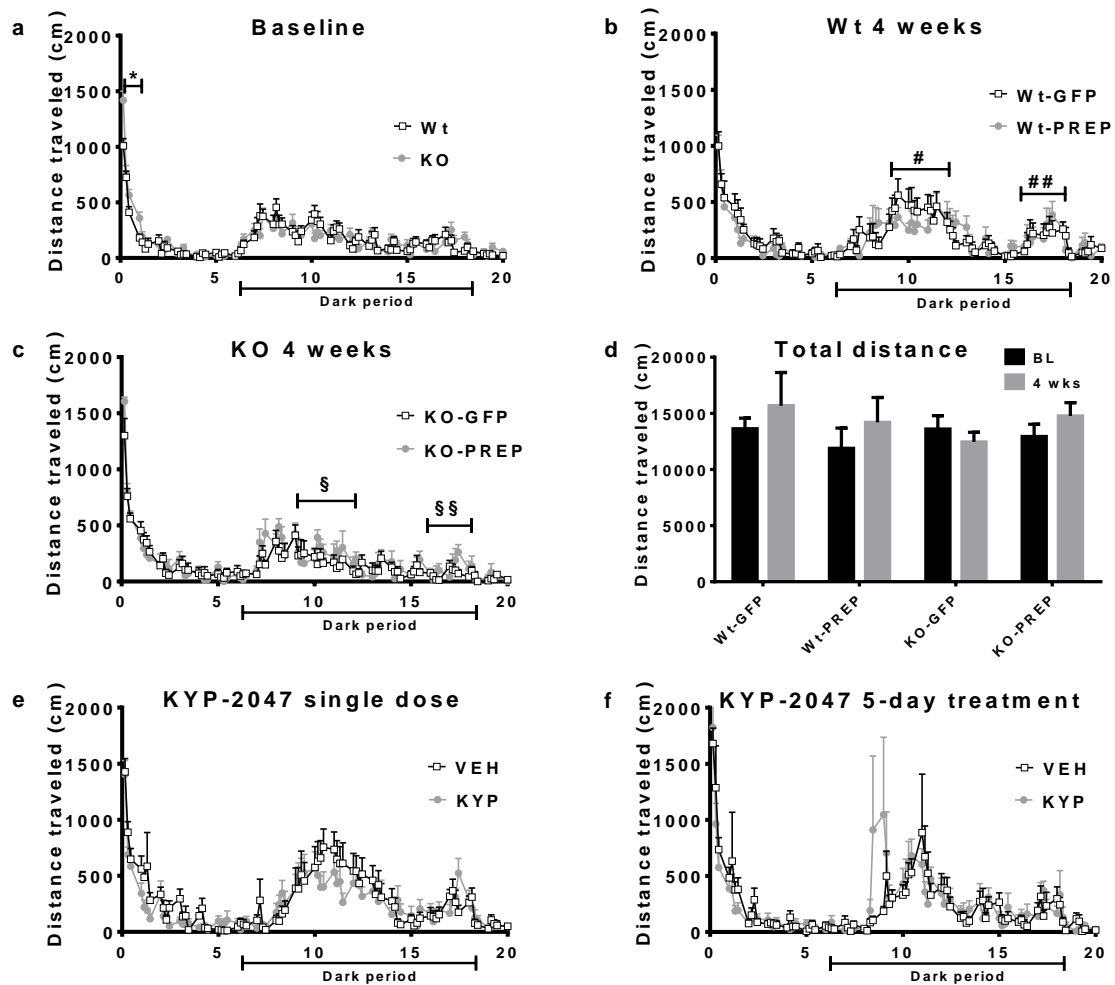 a Baseline
Distance traveled (cm)
2000
1500
1000
500
0
*
Wt
KO
0 5 10 15 20
Dark period
b Wt 4 weeks
Distance traveled (cm)
2000
1500
1000
500
0
Wt-GFP
Wt-PREP
# ##
0 5 10 15 20
Dark period
c KO 4 weeks
Distance traveled (cm)
2000
1500
1000
500
0
KO-GFP
KO-PREP
§ §§
0 5 10 15 20
Dark period
d Total distance
Distance traveled (cm)
20000
15000
10000
5000
0
BL
4 wks
Wt-GFP Wt-PREP KO-GFP KO-PREP
e KYP-2047 single dose
Distance traveled (cm)
2000
1500
1000
500
0
VEH
KYP
0 5 10 15 20
Dark period
f KYP-2047 5-day treatment
Distance traveled (cm)
2000
1500
1000
500
0
VEH
KYP
0 5 10 15 20
Dark period